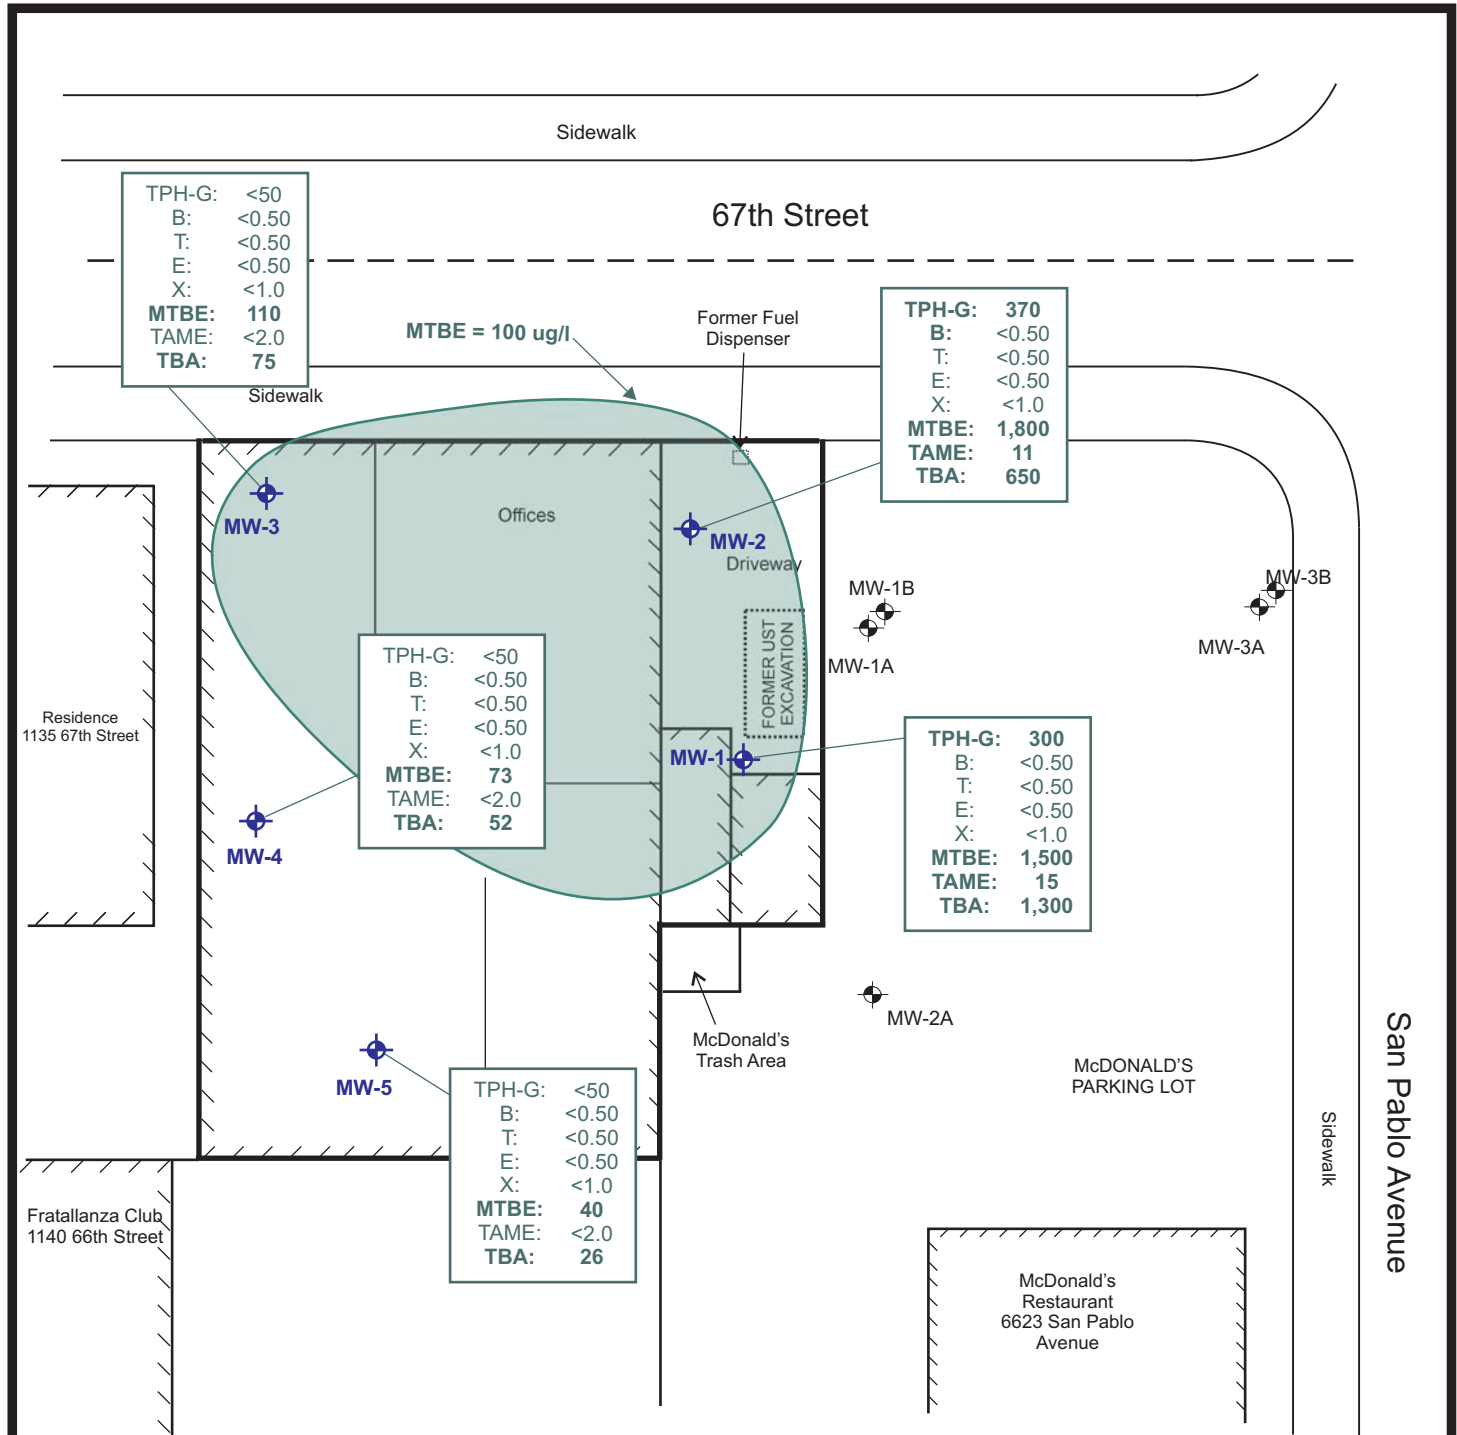 Sidewalk
67th Street
TPH-G: <50
B: <0.50
T: <0.50
E: <0.50
X: <1.0
MTBE: 110
TAME: <2.0
TBA: 75
MTBE = 100 ug/l
Former Fuel
Dispenser
TPH-G: 370
B: <0.50
T: <0.50
E: <0.50
X: <1.0
MTBE: 1,800
TAME: 11
TBA: 650
Sidewalk
MW-3
Offices
MW-2
Driveway
MW-1B
MW-1A
MW-3B
MW-3A
FORMER UST
EXCAVATION
TPH-G: <50
B: <0.50
T: <0.50
E: <0.50
X: <1.0
MTBE: 73
TAME: <2.0
TBA: 52
Residence
1135 67th Street
MW-1
TPH-G: 300
B: <0.50
T: <0.50
E: <0.50
X: <1.0
MTBE: 1,500
TAME: 15
TBA: 1,300
MW-4
MW-2A
McDonald's
Trash Area
McDONALD'S
PARKING LOT
San Pablo Avenue
Sidewalk
MW-5
TPH-G: <50
B: <0.50
T: <0.50
E: <0.50
X: <1.0
MTBE: 40
TAME: <2.0
TBA: 26
Fratallanza Club
1140 66th Street
McDonald's
Restaurant
6623 San Pablo
Avenue